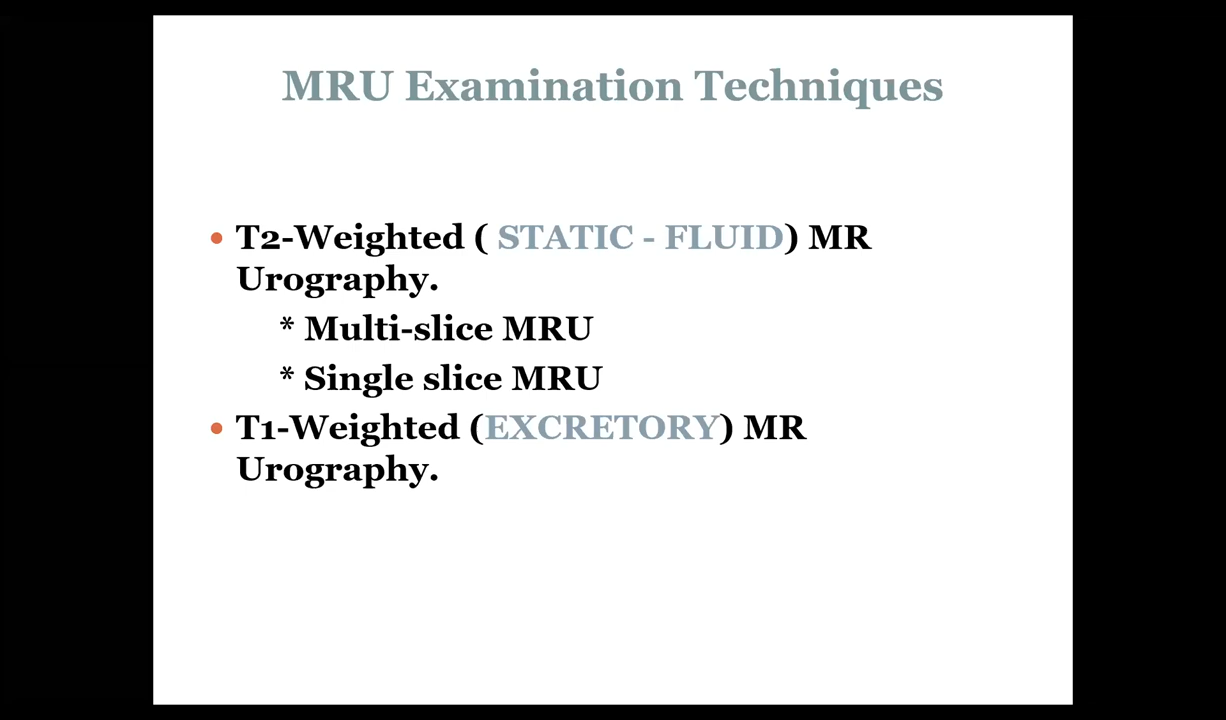 MRU Examination Techniques
• T2-Weighted ( STATIC - FLUID) MR
Urography.
* Multi-slice MRU
* Single slice MRU
• T1-Weighted (EXCRETORY) MR
Urography.